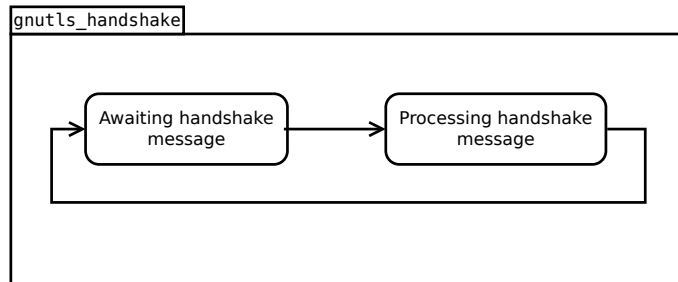 gnutls_handshake
Awaiting handshake
message
Processing handshake
message